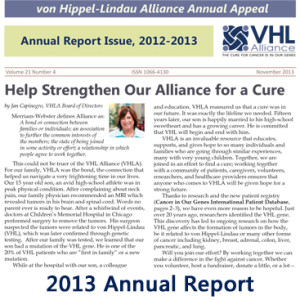 von Hippel-Lindau Alliance Annual Appeal
Annual Report Issue, 2012-2013
VHL
Alliance
THE CURE FOR CANCER IS IN OUR GENES
Volume 21 Number 4 ISSN 1066-4130 November 2013
Help Strengthen Our Alliance for a Cure
by Jan Capinegro, VHLA Board of Directors
Merriam-Webster defines Alliance as
A bond or connection between
families or individuals; an association
to further the common interests of
the members; the state of being joined
in some activity or effort; a relationship in which
people agree to work together.
This could not be truer of the VHL Alliance (VHLA).
For our family, VHLA was the bond, the connection that
helped us navigate a very frightening time in our lives.
Our 15 year old son, an avid high-school athlete was in
peak physical condition. After complaining about neck
pain, our family physician recommended an MRI which
revealed tumors in his brain and spinal cord. Words no
parent ever is ready to hear. After a whirlwind of events,
doctors at Children's Memorial Hospital in Chicago
performed surgery to remove the tumors. His surgeon
suspected the tumors were related to von Hippel-Lindau
(VHL), which was later confirmed through genetic
testing. After our family was tested, we learned that our
son had a mutation of the VHL gene. He is one of the
20% of VHL patients who are "first in family" or a new
mutation.
While at the hospital with our son, a colleague
and educator, VHLA reassured us that a cure was in
our future. It was exactly the lifeline we needed. Fifteen
years later, our son is happily married to his high-school
sweetheart and has a growing career. He is committed
that VHL will begin and end with him.
VHLA is an invaluable resource that educates,
supports, and gives hope to so many individuals and
families who are going through similar experiences,
many with very young children. Together, we are
joined in an effort to find a cure; working together
with a community of patients, caregivers, volunteers,
researchers, and healthcare providers ensures that
anyone who comes to VHLA will be given hope for a
strong future.
Thanks to research and the new patient registry
(Cancer in our Genes International Patient Database,
pages 2-3), we have even more reason to be hopeful. Just
over 20 years ago, researchers identified the VHL gene.
This discovery has led to ongoing research on how the
VHL gene affects the formation of tumors in the body,
be it related to von Hippel-Lindau or many other forms
of cancer including kidney, breast, adrenal, colon, liver,
pancreatic, and lung.
Will you join our effort? By working together we can
make a difference in the fight against cancer. Whether
you volunteer, host a fundraiser, donate a little, or a lot –
2013 Annual Report